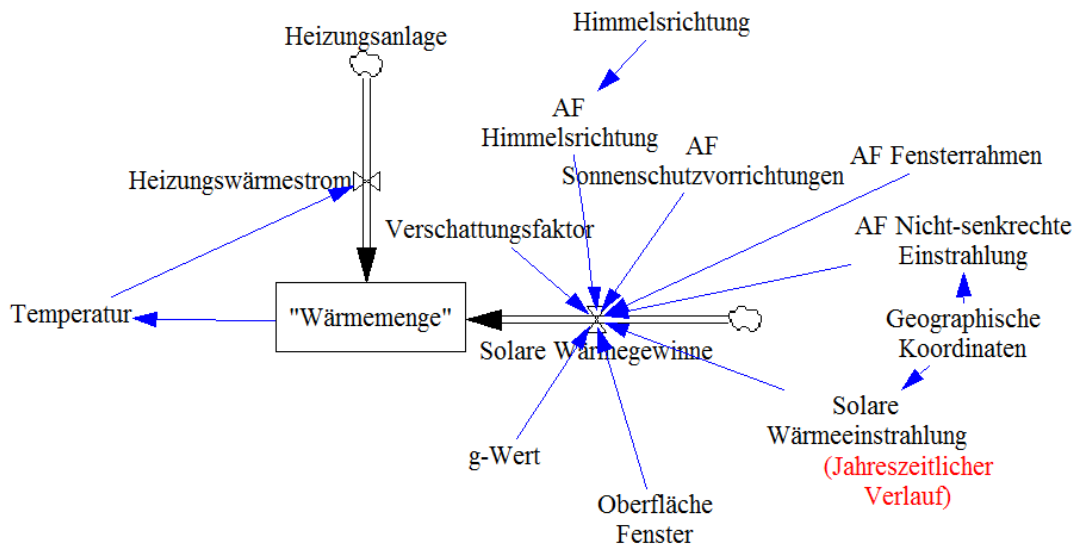 Himmelsrichtung
Heizungsanlage
AF
Himmelsrichtung
AF
Sonnenschutzvorrichtungen
AF Fensterrahmen
Heizungswärmestrom
Verschattungsfaktor
AF Nicht-senkrechte
Einstrahlung
Temperatur
"Wärmemenge"
Solare Wärmegewinne
Geographische
Koordinaten
Solare
Wärmeeinstrahlung
(Jahreszeitlicher
Verlauf)
g-Wert
Oberfläche
Fenster